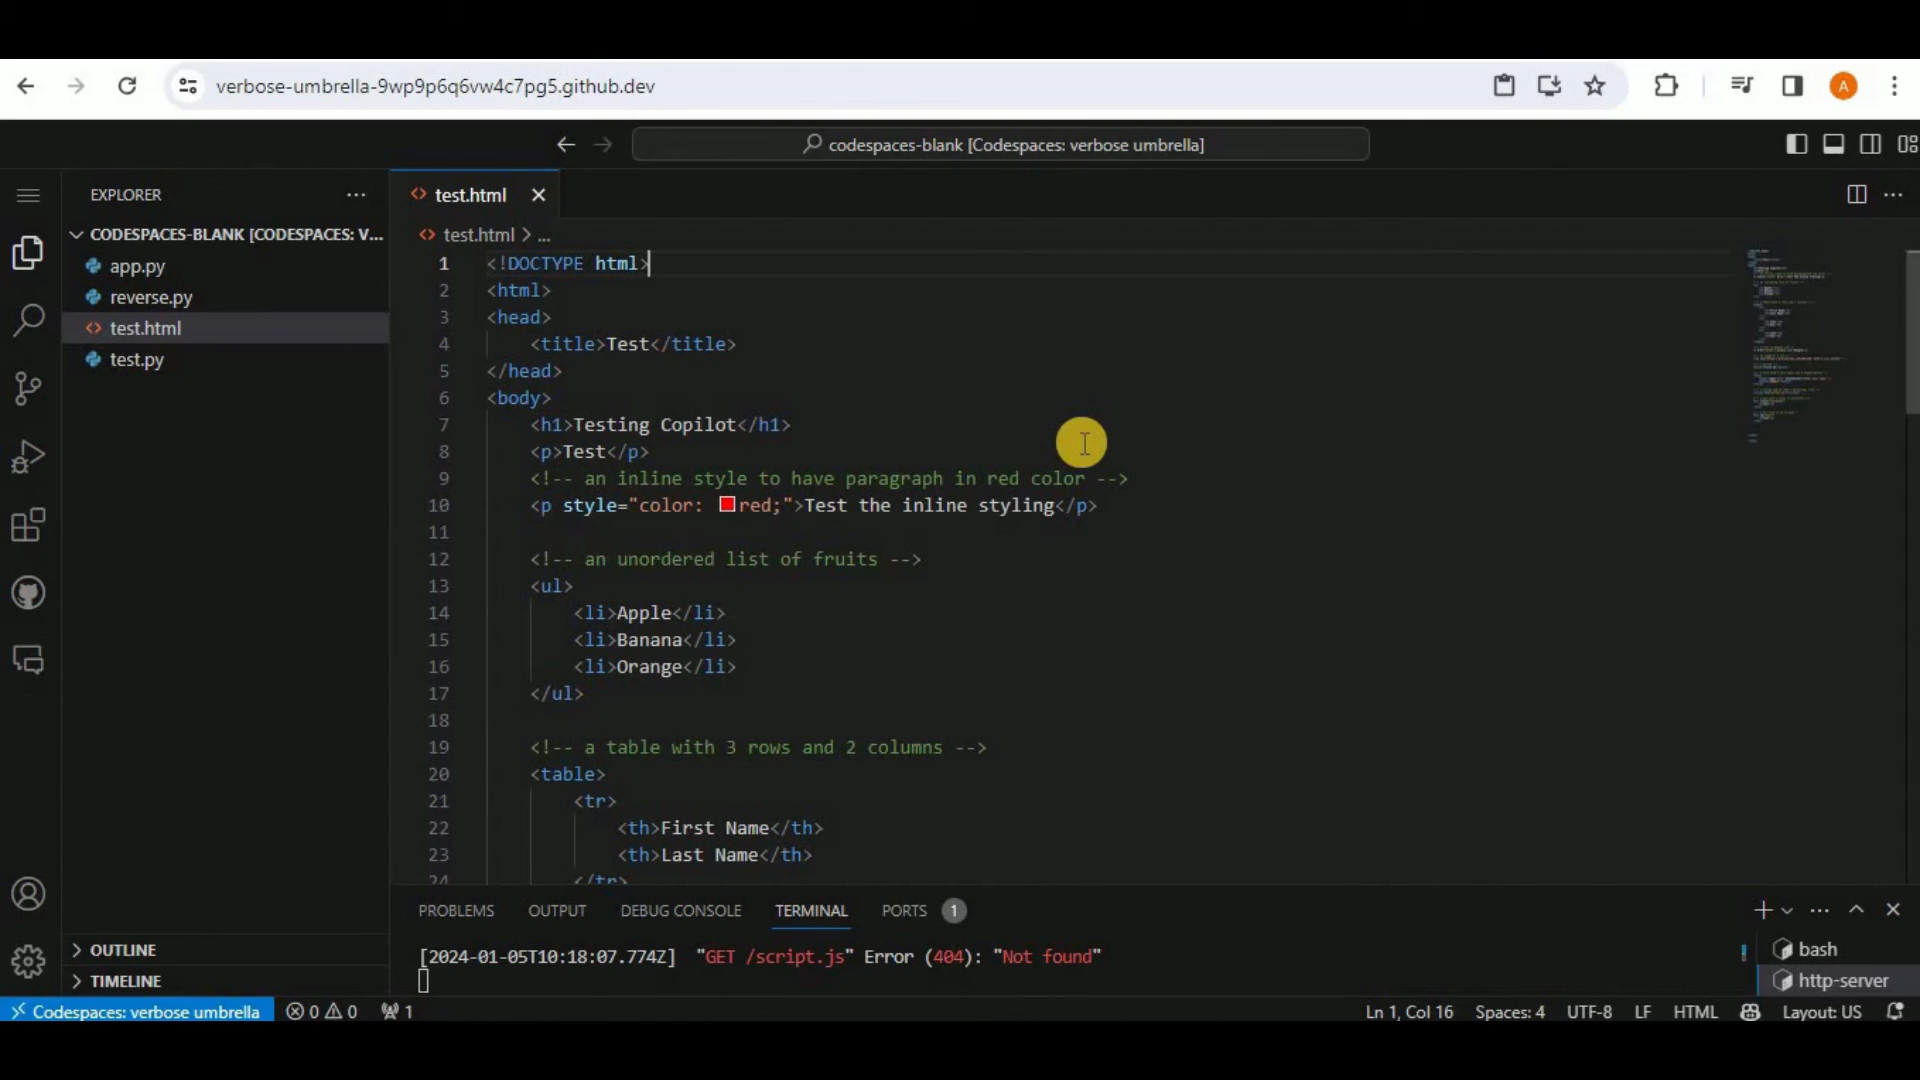 verbose-umbrella-9wp9p6q6vw4c7pg5.github.dev
A
codespaces-blank [Codespaces: verbose umbrella]
EXPLORER
CODESPACES-BLANK [CODESPACES: V...
app.py
reverse.py
test.html
test.py
OUTLINE
TIMELINE
test.html
test.html > ...
1 <!DOCTYPE html>
2 <html>
3 <head>
4 <title>Test</title>
5 </head>
6 <body>
7 <h1>Testing Copilot</h1>
8 <p>Test</p>
9 <!-- an inline style to have paragraph in red color -->
10 <p style="color: red;">Test the inline styling</p>
11
12 <!-- an unordered list of fruits -->
13 <ul>
14 <li>Apple</li>
15 <li>Banana</li>
16 <li>Orange</li>
17 </ul>
18
19 <!-- a table with 3 rows and 2 columns -->
20 <table>
21 <tr>
22 <th>First Name</th>
23 <th>Last Name</th>
24 </tr>
PROBLEMS OUTPUT DEBUG CONSOLE TERMINAL PORTS 1
[2024-01-05T10:18:07.774Z] "GET /script.js" Error (404): "Not found"
bash
http-server
Codespaces: verbose umbrella 0 0 1 Ln 1, Col 16 Spaces: 4 UTF-8 LF HTML Layout: US